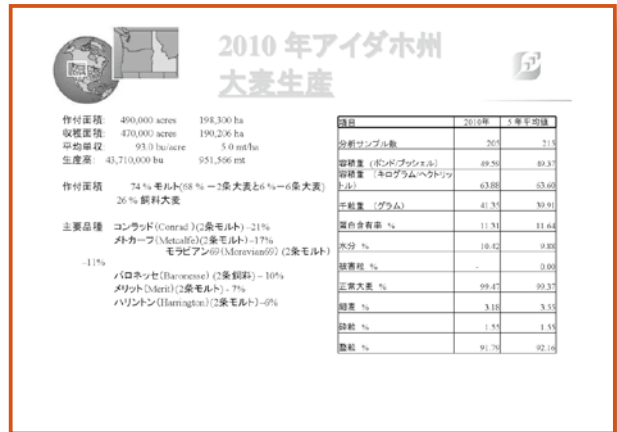 2010 年アイダホ州
大麦生産
作付面積: 490,000 acres 198,300 ha
収穫面積: 470,000 acres 190,206 ha
平均単収: 93.0 bu/acre 5.0 mt/ha
生産高: 43,710,000 bu 951,566 mt
作付面積 74 % モルト(68 % ー2条大麦と6 %ー6条大麦)
26 % 飼料大麦
主要品種 コンラッド(Conrad )(2条モルト) –21%
メトカーフ(Metcalfe)(2条モルト) –17%
モラビアン69(Moravian69) (2条モルト)
–11%
バロネッセ(Baronesse) (2条飼料) – 10%
メリット(Merit)(2条モルト) - 7%
ハリントン(Harrington)(2条モルト) –6%
項目 2010年 5 年平均値
分析サンプル数 205 215
容積重 (ポンド/ブッシェル) 49.59 49.37
容積重 (キログラム/ヘクトリットル) 63.88 63.60
千粒重 (グラム) 41.35 39.91
蛋白含有率 % 11.31 11.64
水分 % 10.42 9.88
被害粒 % - 0.00
正常大麦 % 99.47 99.37
細麦 % 3.18 3.55
砕粒 % 1.55 1.55
整粒 % 91.79 92.16